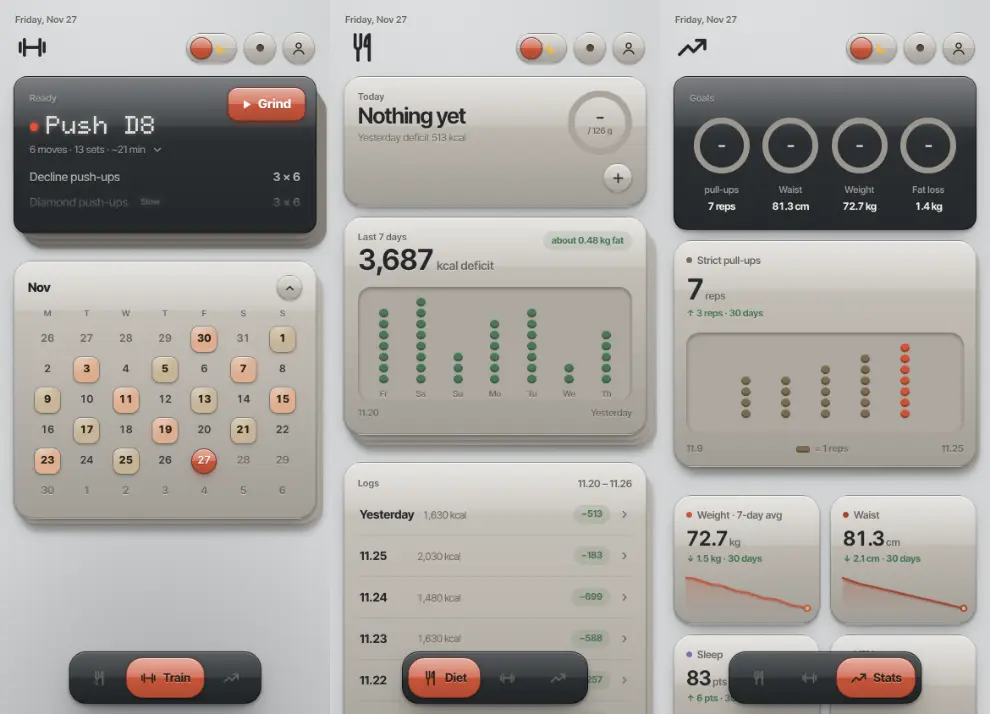 Friday, Nov 27
Ready
Grind
Push D8
6 moves · 13 sets · ~21 min
Decline push-ups 3 × 6
Diamond push-ups Slow 3 × 6
Nov
M T W T F S S
26 27 28 29 30 31 1
2 3 4 5 6 7 8
9 10 11 12 13 14 15
16 17 18 19 20 21 22
23 24 25 26 27 28 29
30 1 2 3 4 5 6
Train
Friday, Nov 27
Today
Nothing yet
Yesterday deficit 513 kcal
-
/ 126 g
Last 7 days
about 0.48 kg fat
3,687 kcal deficit
Fr Sa Su Mo Tu We Th
11.20 Yesterday
Logs 11.20 – 11.26
Yesterday 1,630 kcal −513
11.25 2,030 kcal −183
11.24 1,480 kcal −699
11.23 1,630 kcal −588
11.22 257
Diet
Friday, Nov 27
Goals
- - - -
pull-ups Waist Weight Fat loss
7 reps 81.3 cm 72.7 kg 1.4 kg
Strict pull-ups
7 reps
↑ 3 reps · 30 days
11.9 = 1 reps 11.25
Weight · 7-day avg
72.7 kg
↓ 1.5 kg · 30 days
Waist
81.3 cm
↓ 2.1 cm · 30 days
Sleep
83 pts
↑ 6 pts · 3
Stats